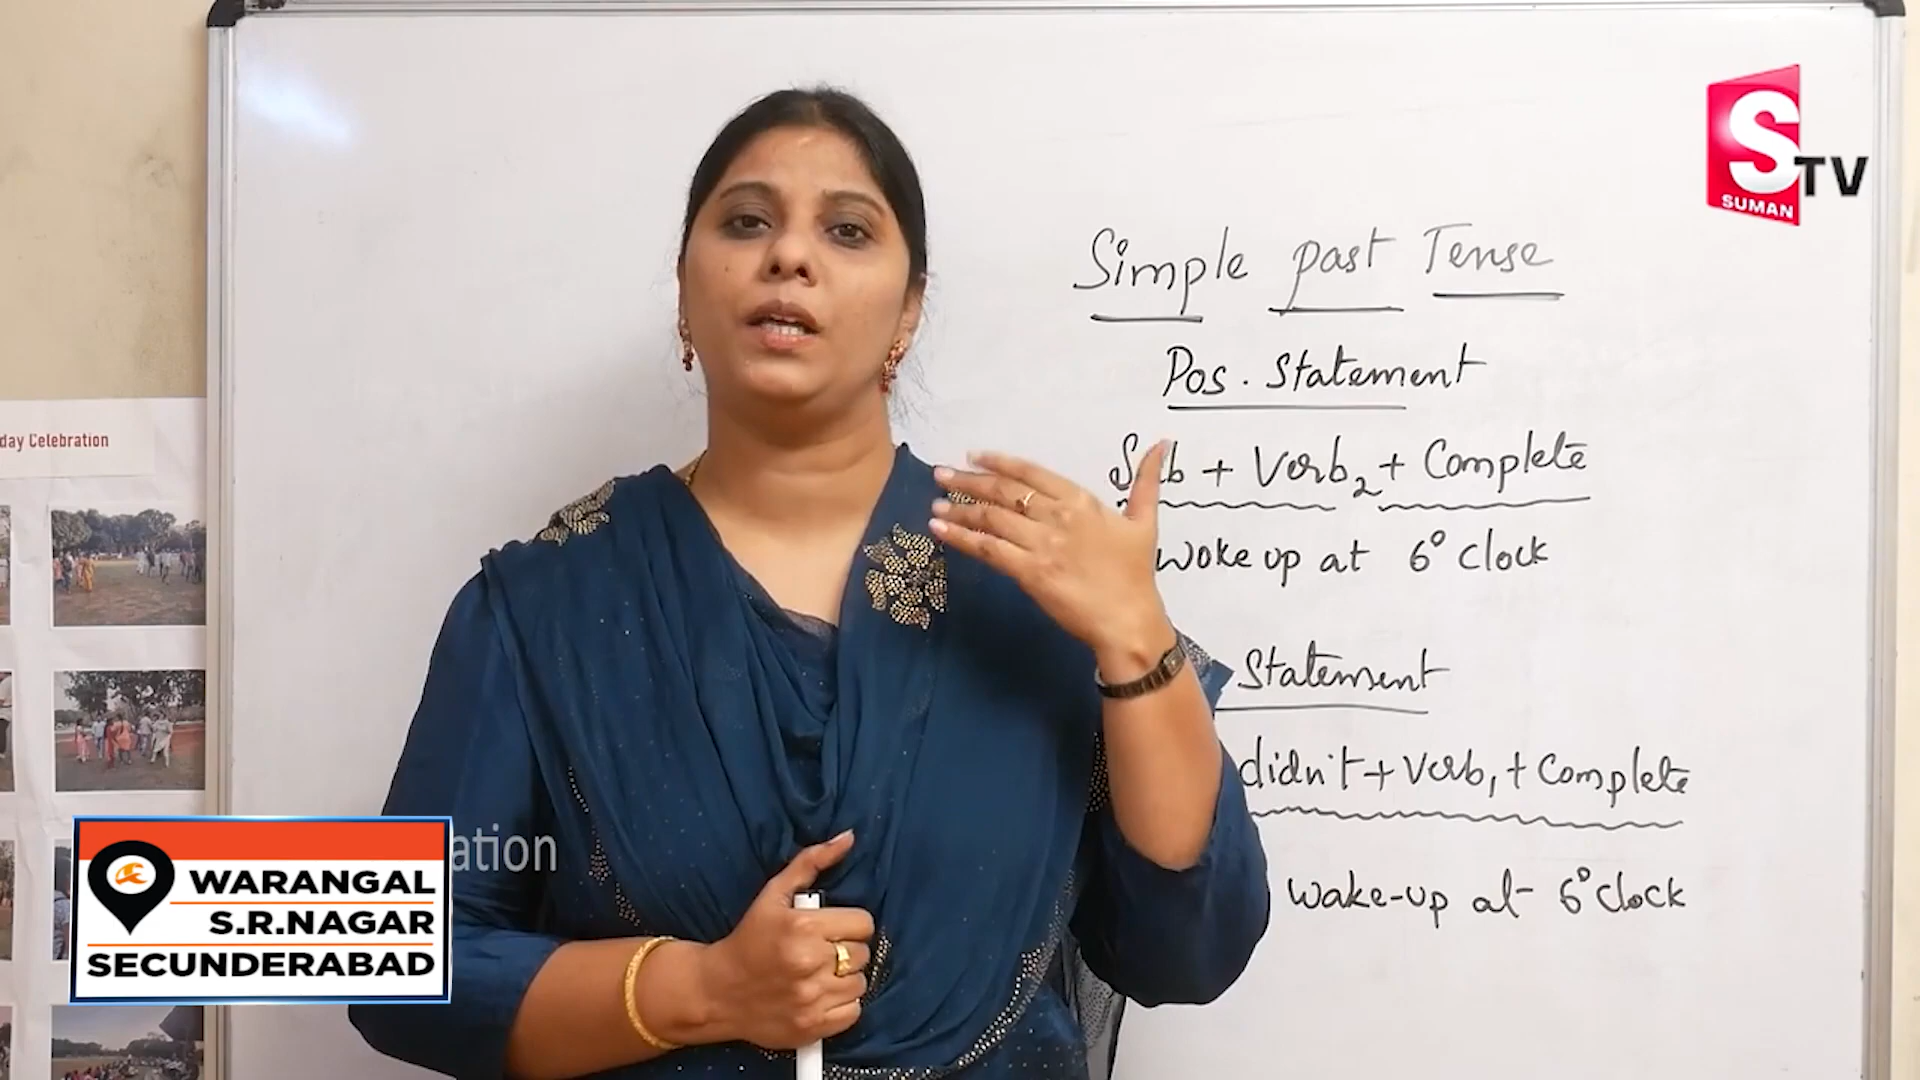 S
TV
SUMAN
Simple past Tense
Pos. Statement
Sub + Verb2 + Complete
woke up at 6° clock
Statement
didn't + Verb1 + Complete
wake-up at 6° clock
day Celebration
ation
WARANGAL
S.R.NAGAR
SECUNDERABAD